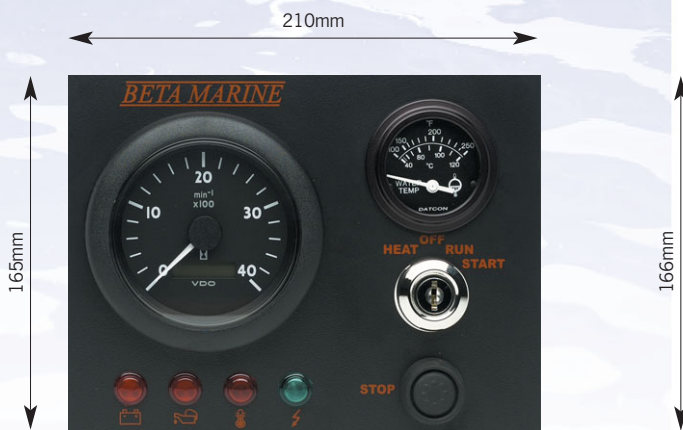 210mm
165mm
166mm
BETA MARINE
20
min⁻¹
x100
10
30
0
40
VDO
°F
100 150 200 250
40 80 100 120
°C
WATER
TEMP
DATCON
HEAT OFF RUN START
STOP